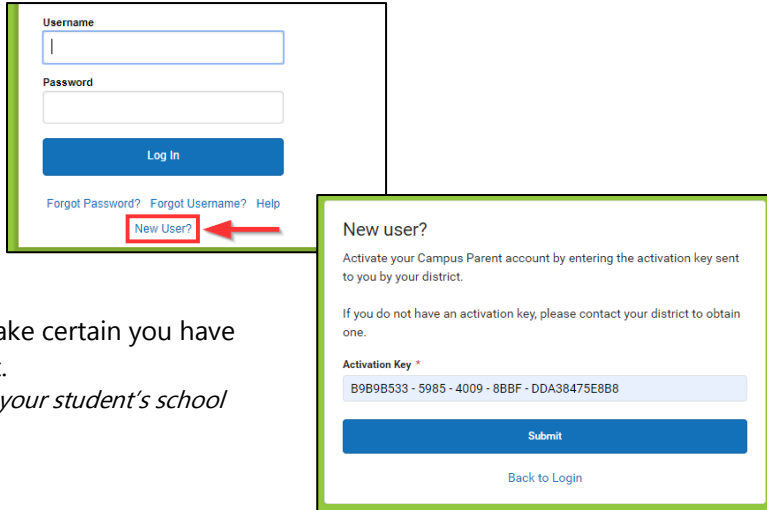 Username
Password
Log In
Forgot Password? Forgot Username? Help
New User?
New user?
Activate your Campus Parent account by entering the activation key sent
to you by your district.
If you do not have an activation key, please contact your district to obtain
one.
Activation Key *
B9B9B533 - 5985 - 4009 - 8BBF - DDA38475E8B8
Submit
Back to Login
certain you have
your student's school